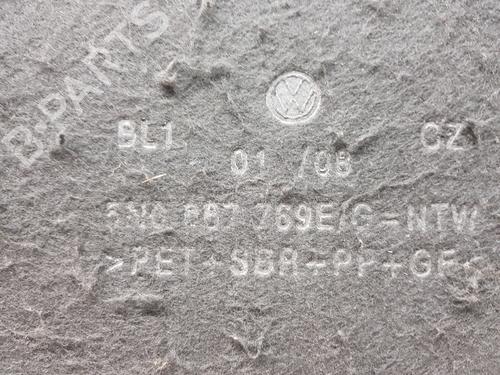 B-PARTS
BL1 CZ
01 /08
5N0 867 769E/C-NTW
>PET+SBR-PP+GF<